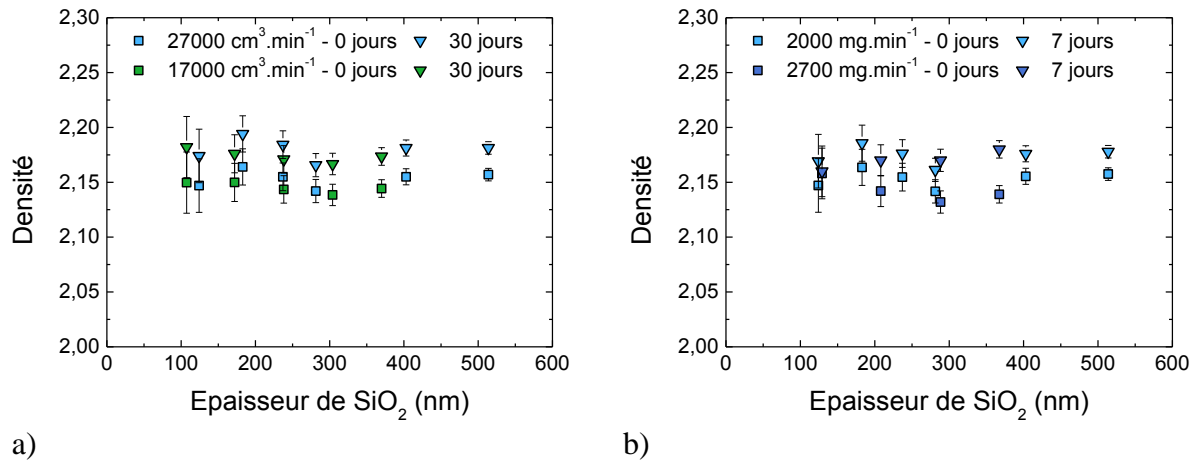 2,30
2,25
2,20
2,15
2,10
2,05
2,00
Densité
27000 cm³.min⁻¹ - 0 jours 30 jours
17000 cm³.min⁻¹ - 0 jours 30 jours
0 100 200 300 400 500 600
Epaisseur de SiO₂ (nm)
a)
2,30
2,25
2,20
2,15
2,10
2,05
2,00
Densité
2000 mg.min⁻¹ - 0 jours 7 jours
2700 mg.min⁻¹ - 0 jours 7 jours
0 100 200 300 400 500 600
Epaisseur de SiO₂ (nm)
b)